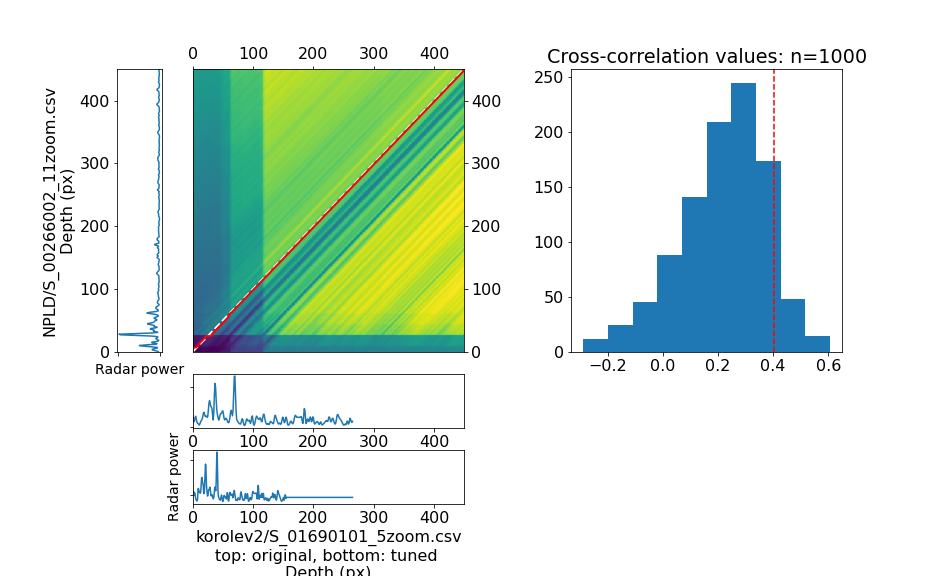 0 100 200 300 400
Cross-correlation values: n=1000
NPLD/S_00266002_11zoom.csv
Depth (px)
400
300
200
100
0
400
300
200
100
0
250
200
150
100
50
0
−0.2 0.0 0.2 0.4 0.6
Radar power
0 100 200 300 400
Radar power
0 100 200 300 400
korolev2/S_01690101_5zoom.csv
top: original, bottom: tuned
Depth (px)